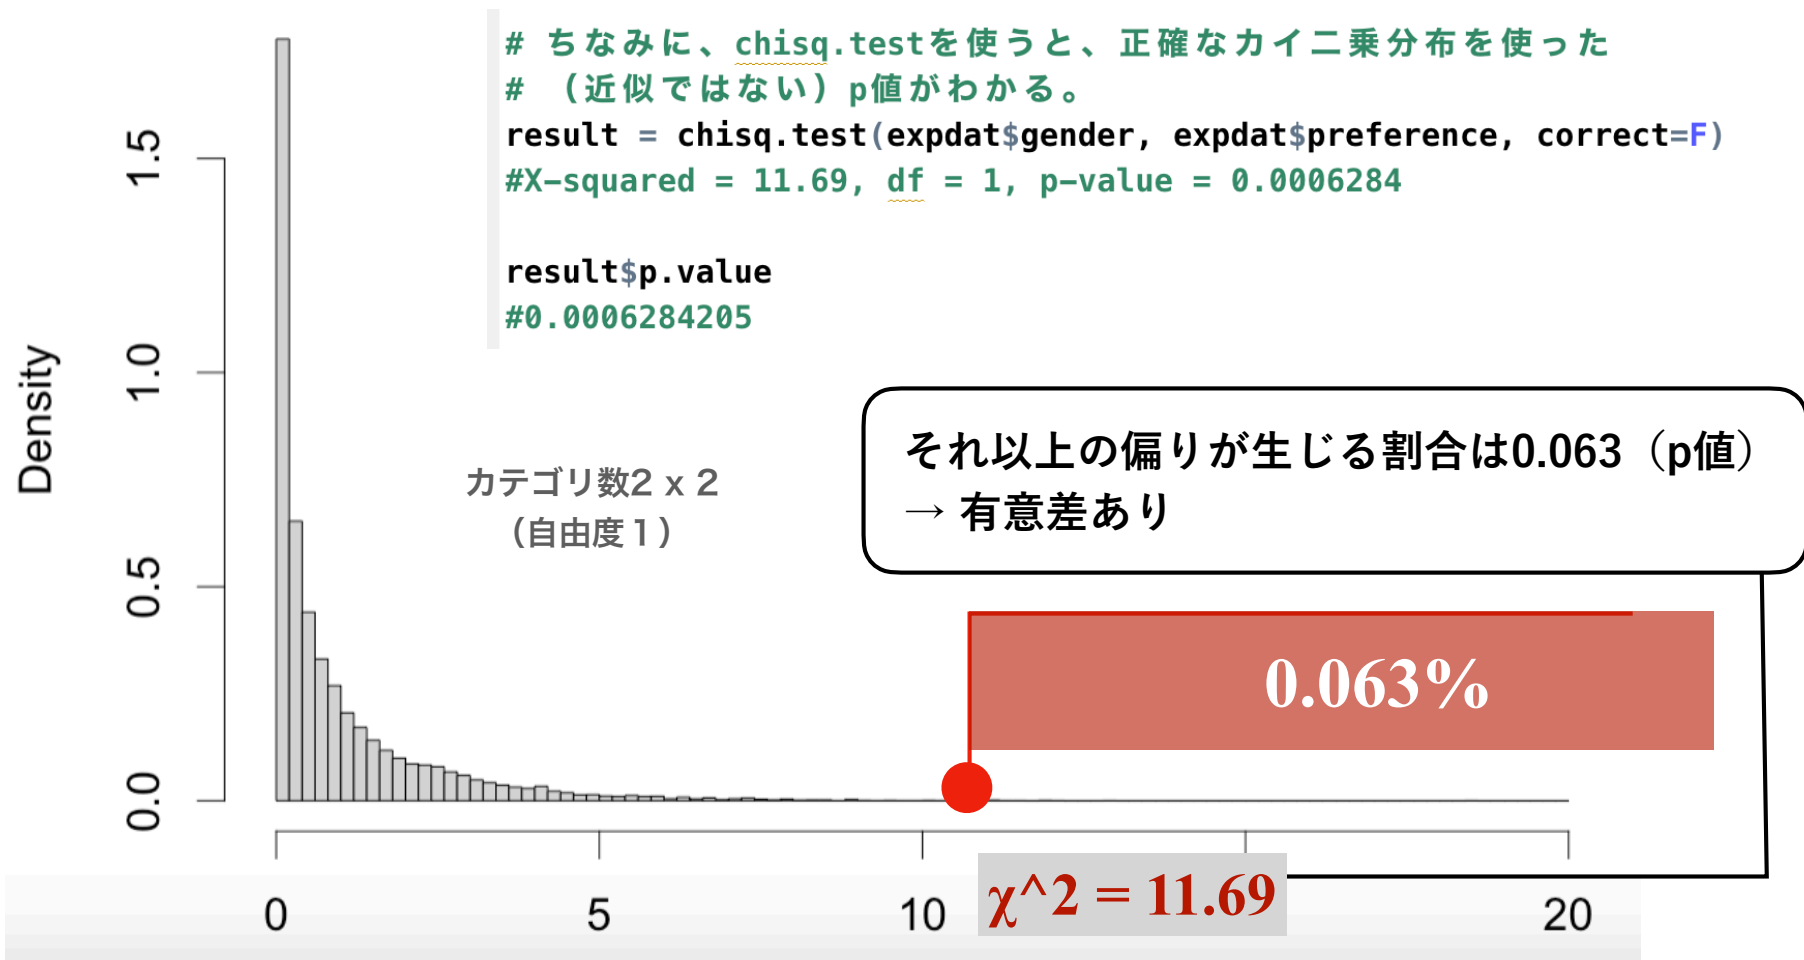 # ちなみに、chisq.testを使うと、正確なカイ二乗分布を使った
# （近似ではない）p値がわかる。
result = chisq.test(expdat$gender, expdat$preference, correct=F)
#X-squared = 11.69, df = 1, p-value = 0.0006284
result$p.value
#0.0006284205
Density
1.5
1.0
0.5
0.0
カテゴリ数2 x 2
（自由度１）
それ以上の偏りが生じる割合は0.063（p値）
→ 有意差あり
0.063%
0
5
10
χ^2 = 11.69
20